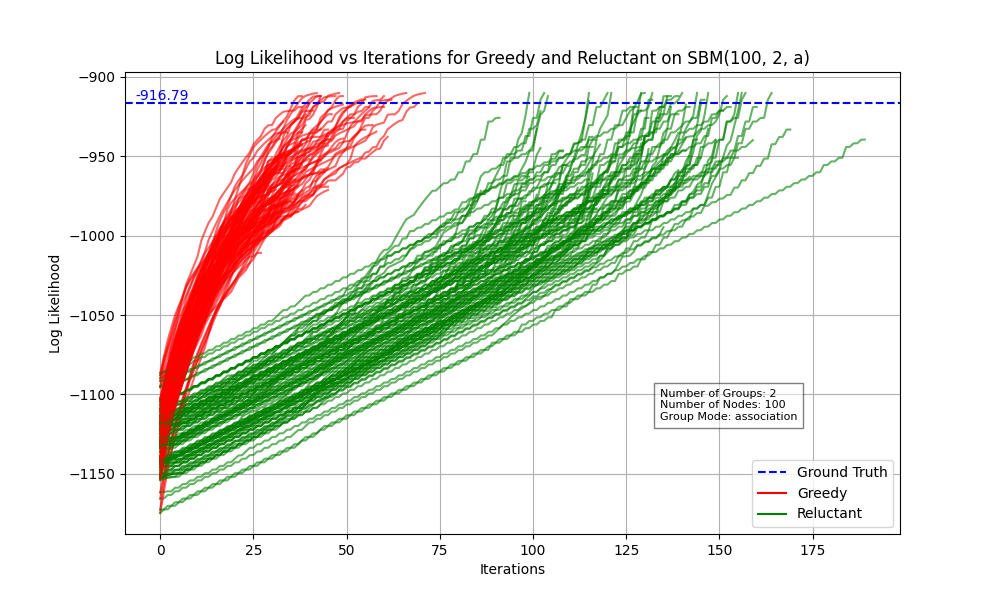 Log Likelihood vs Iterations for Greedy and Reluctant on SBM(100, 2, a)
−900
-916.79
−950
−1000
Log Likelihood
−1050
−1100
Number of Groups: 2
Number of Nodes: 100
Group Mode: association
−1150
Ground Truth
Greedy
Reluctant
0 25 50 75 100 125 150 175
Iterations